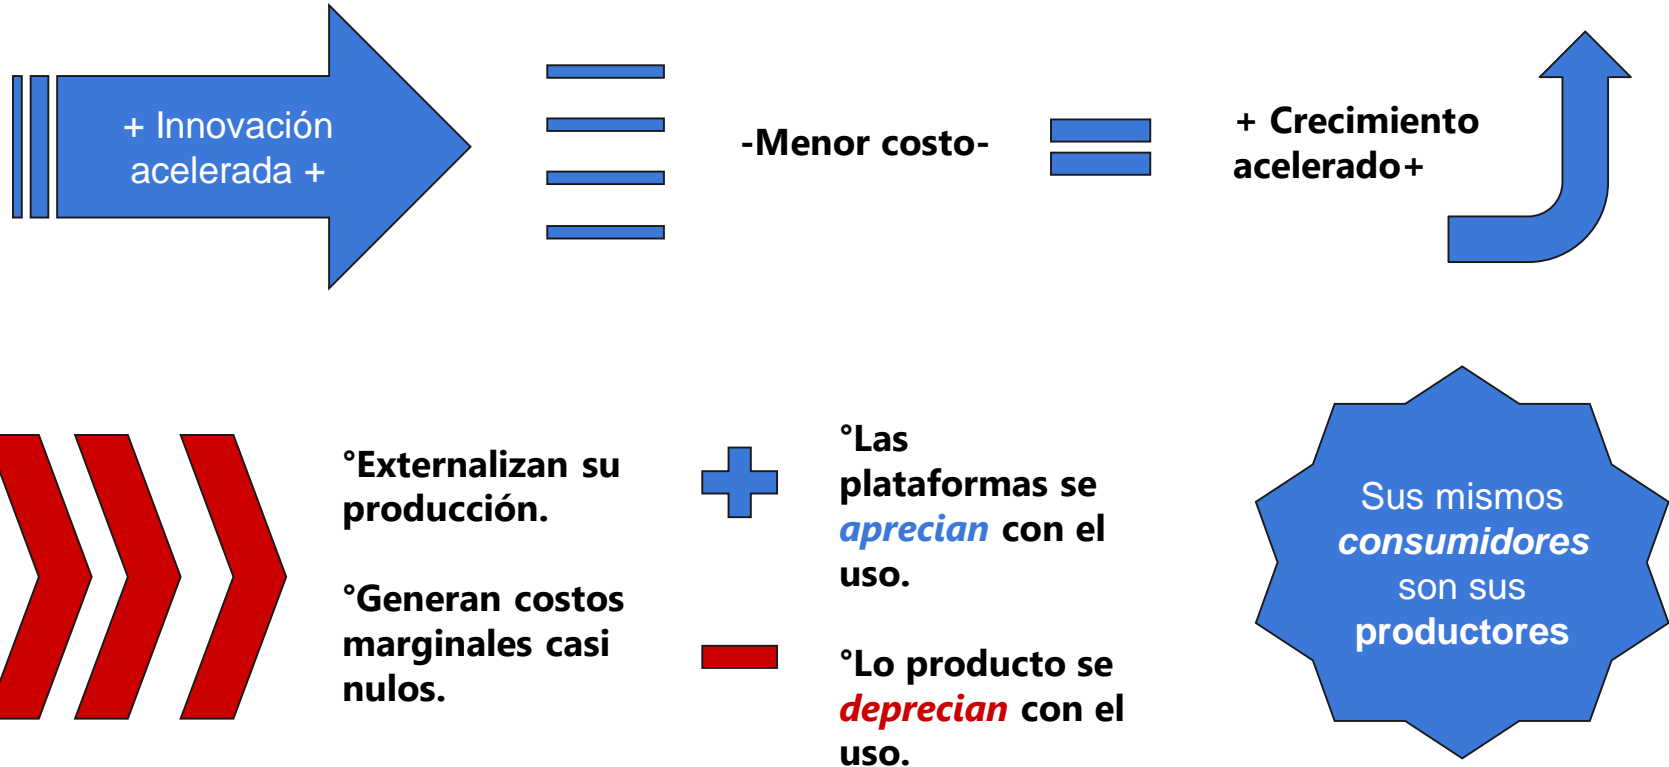 + Innovación
acelerada +
-Menor costo-
+ Crecimiento
acelerado+
°Externalizan su
producción.
°Generan costos
marginales casi
nulos.
°Las
plataformas se
aprecian con el
uso.
°Lo producto se
deprecian con el
uso.
Sus mismos
consumidores
son sus
productores